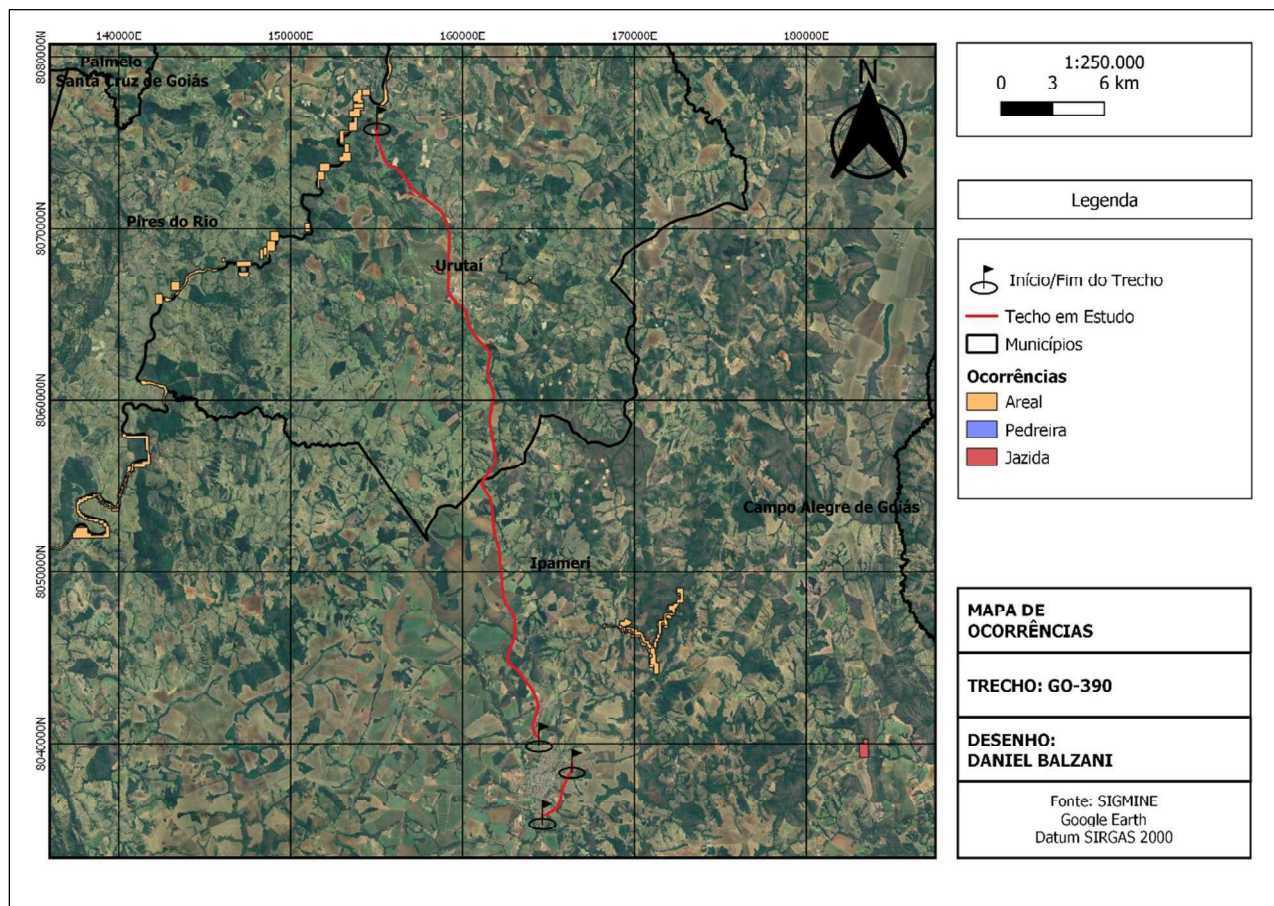 140000E 150000E 160000E 170000E 1800000E
8080000N
8070000N
8060000N
8050000N
8040000N
Palmelo
Santa Cruz de Goiás
Pires do Rio
Urutaí
Campo Alegre de Goiás
Ipameri
N
1:250.000
0 3 6 km
Legenda
Início/Fim do Trecho
Techo em Estudo
Municípios
Ocorrências
Areal
Pedreira
Jazida
MAPA DE
OCORRÊNCIAS
TRECHO: GO-390
DESENHO:
DANIEL BALZANI
Fonte: SIGMINE
Google Earth
Datum SIRGAS 2000